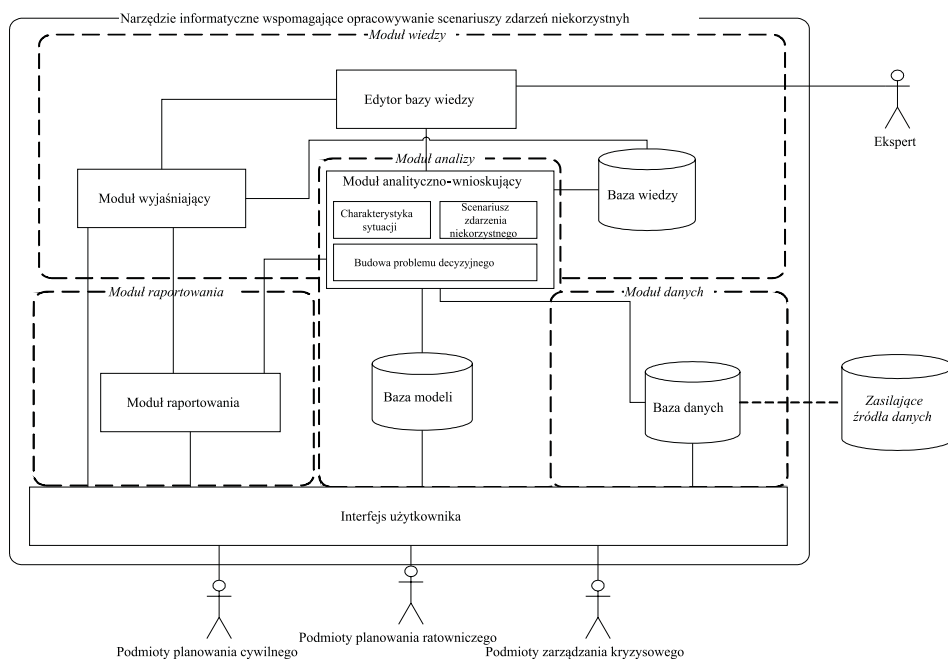 Narzędzie informatyczne wspomagające opracowywanie scenariuszy zdarzeń niekorzystnyh
Moduł wiedzy
Edytor bazy wiedzy
Ekspert
Moduł analizy
Moduł wyjaśniający
Moduł analityczno-wnioskujący
Baza wiedzy
Charakterystyka
sytuacji
Scenariusz
zdarzenia
niekorzystnego
Budowa problemu decyzyjnego
Moduł raportowania
Moduł danych
Moduł raportowania
Baza modeli
Baza danych
Zasilające
źródła danych
Interfejs użytkownika
Podmioty planowania cywilnego
Podmioty planowania ratowniczego
Podmioty zarządzania kryzysowego